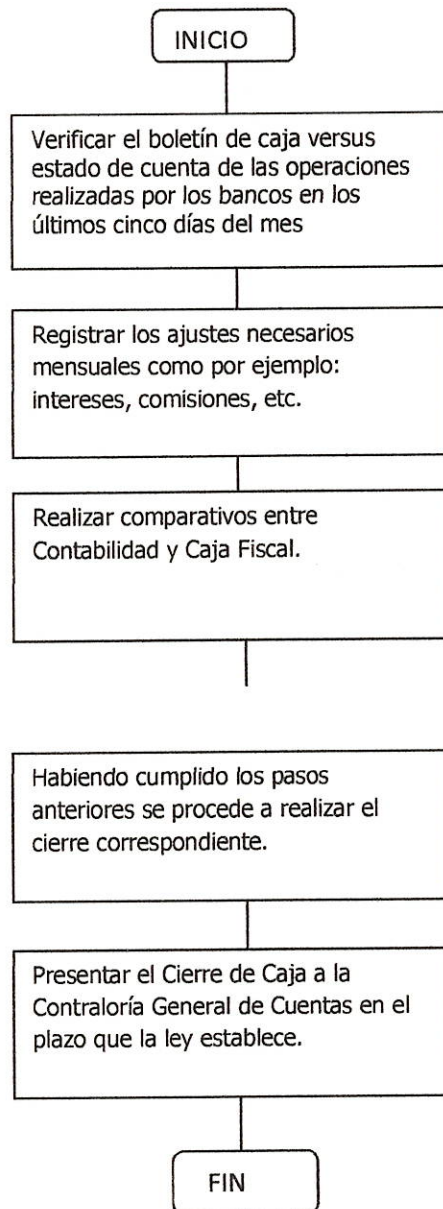 INICIO
Verificar el boletín de caja versus
estado de cuenta de las operaciones
realizadas por los bancos en los
últimos cinco días del mes
Registrar los ajustes necesarios
mensuales como por ejemplo:
intereses, comisiones, etc.
Realizar comparativos entre
Contabilidad y Caja Fiscal.
Habiendo cumplido los pasos
anteriores se procede a realizar el
cierre correspondiente.
Presentar el Cierre de Caja a la
Contraloría General de Cuentas en el
plazo que la ley establece.
FIN